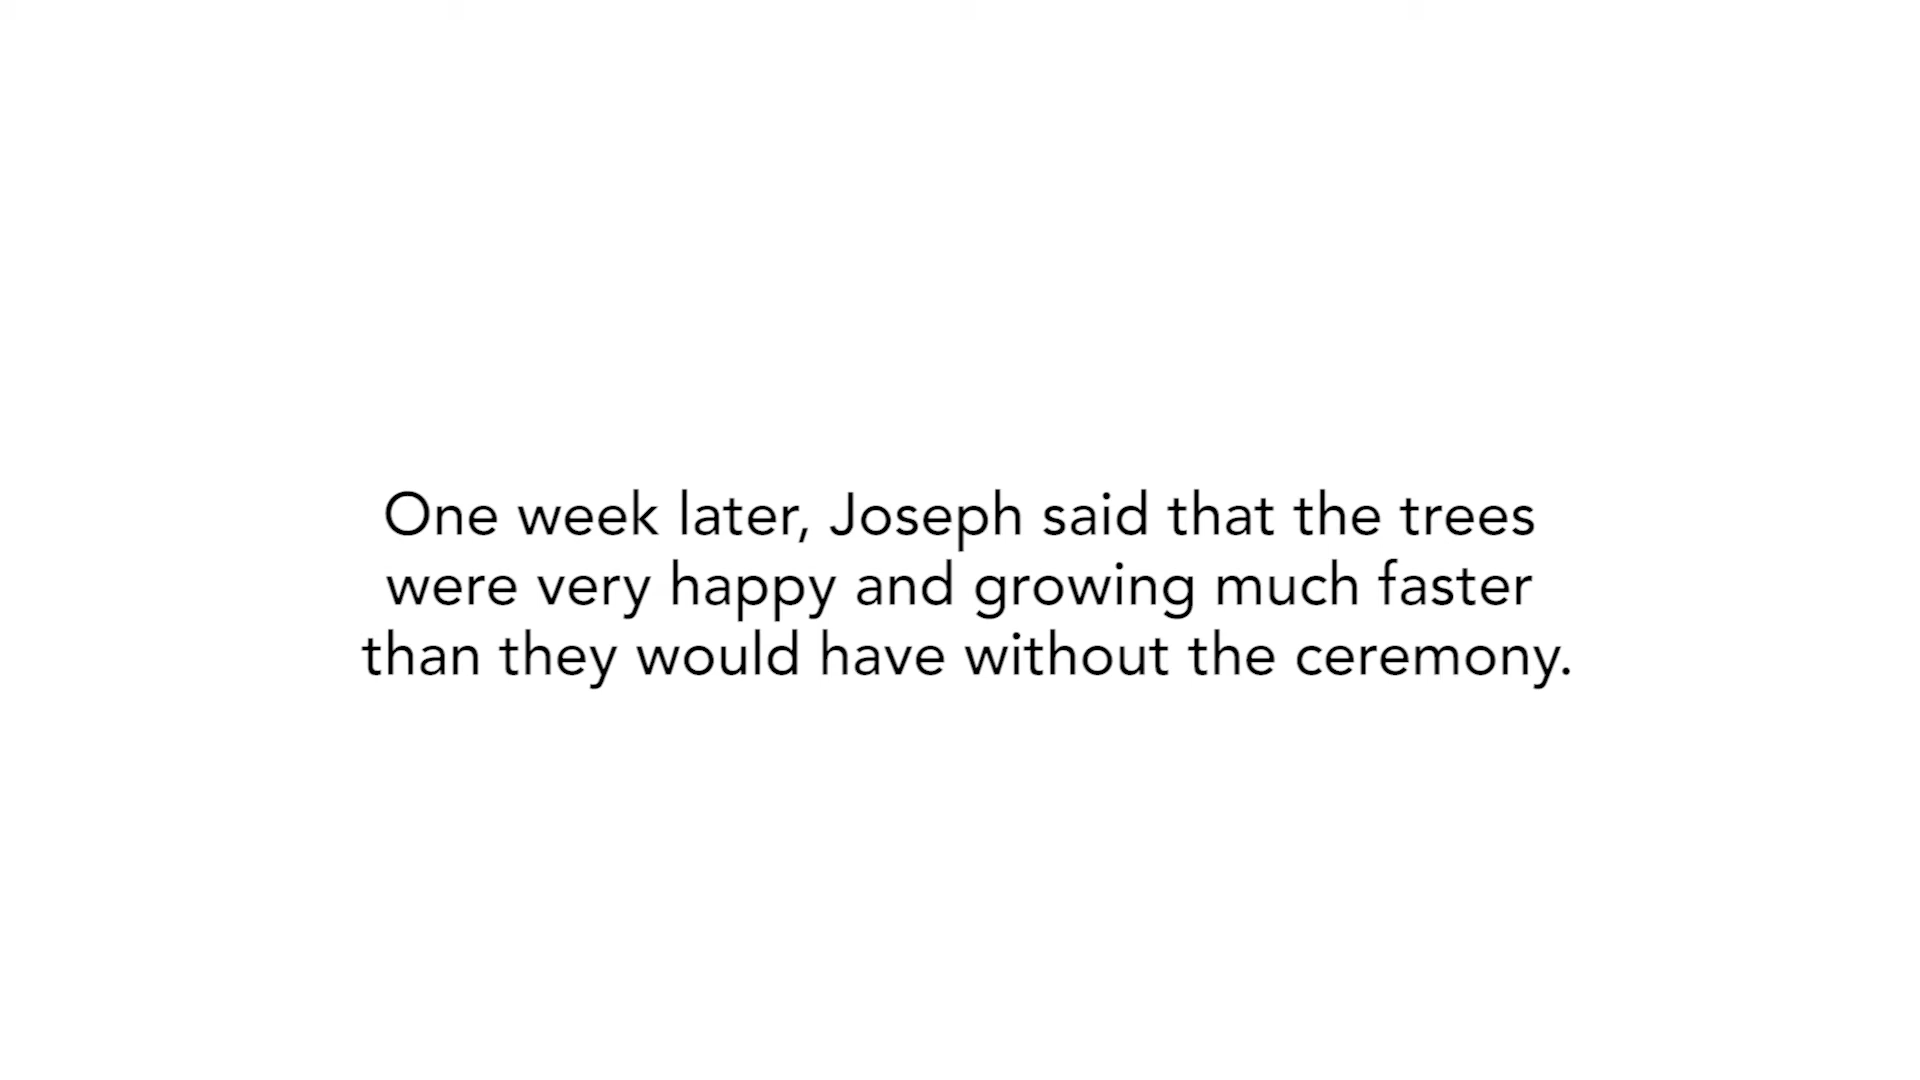 One week later, Joseph said that the trees
were very happy and growing much faster
than they would have without the ceremony.